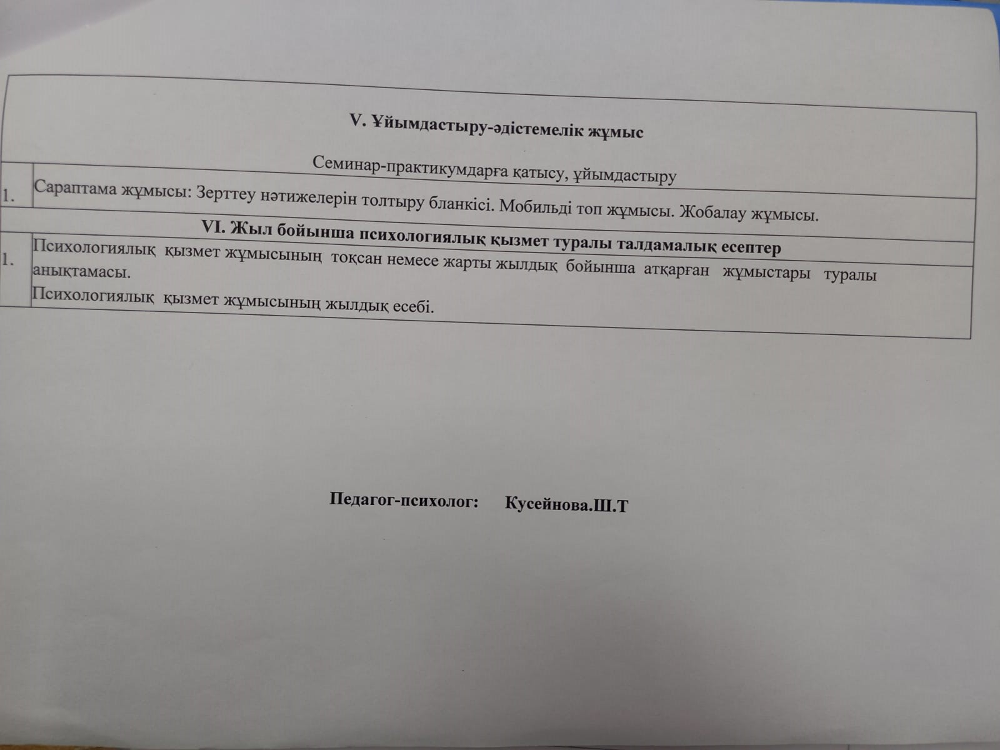 V. Ұйымдастыру-әдістемелік жұмыс
Семинар-практикумдарға қатысу, ұйымдастыру
1. Сараптама жұмысы: Зерттеу нәтижелерін толтыру бланкісі. Мобильді топ жұмысы. Жобалау жұмысы.
VI. Жыл бойынша психологиялық қызмет туралы талдамалық есептер
1. Психологиялық қызмет жұмысының тоқсан немесе жарты жылдық бойынша атқарған жұмыстары туралы
анықтамасы.
Психологиялық қызмет жұмысының жылдық есебі.
Педагог-психолог: Кусейнова.Ш.Т